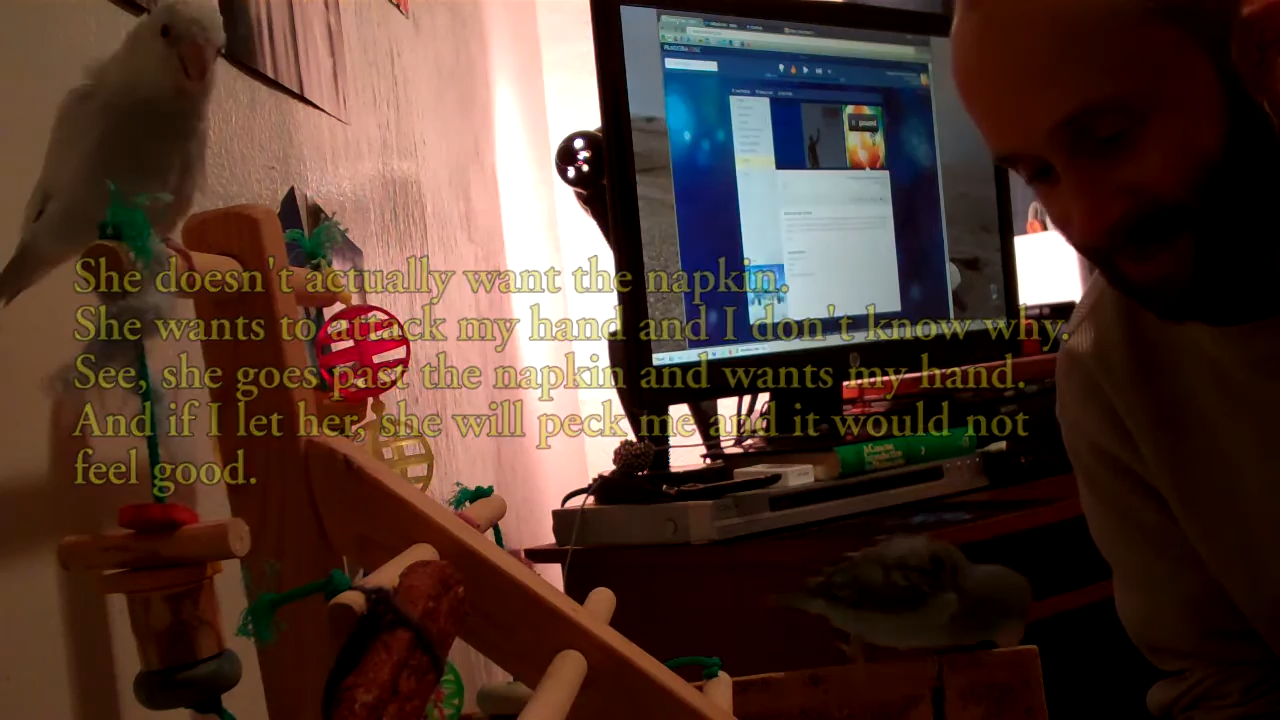 She doesn't actually want the napkin.
She wants to attack my hand and I don't know why.
See, she goes past the napkin and wants my hand.
And if I let her, she will peck me and it would not
feel good.